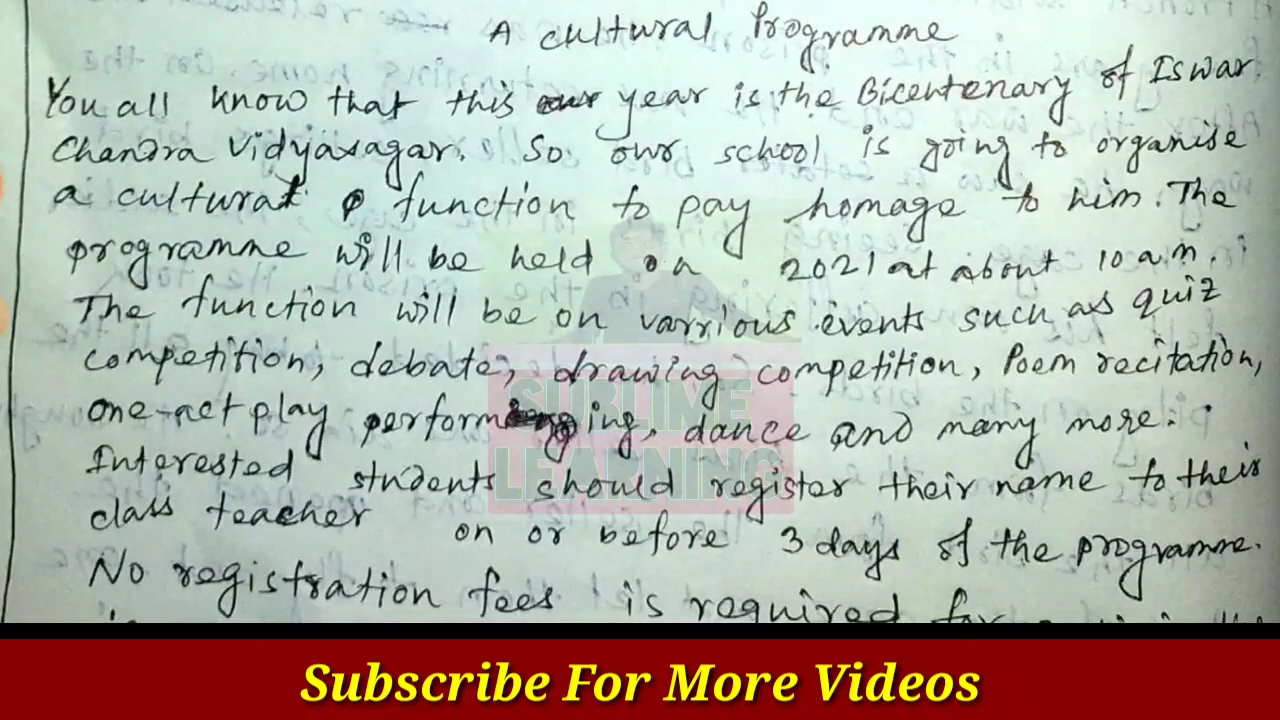 A cultural Programme
You all know that this year is the Bicentenary of Iswar
Chandra Vidyasagar. So our school is going to organise
a cultural function to pay homage to him. The
programme will be held on 2021 at about 10 a.m.
The function will be on varrious events such as quiz
competition, debate, drawing competition, Poem recitation,
one-act play performing, dance and many more.
Interested students should register their name to their
class teacher on or before 3 days of the programme.
No registration fees is required for
SUBLIME
LEARNING
Subscribe For More Videos